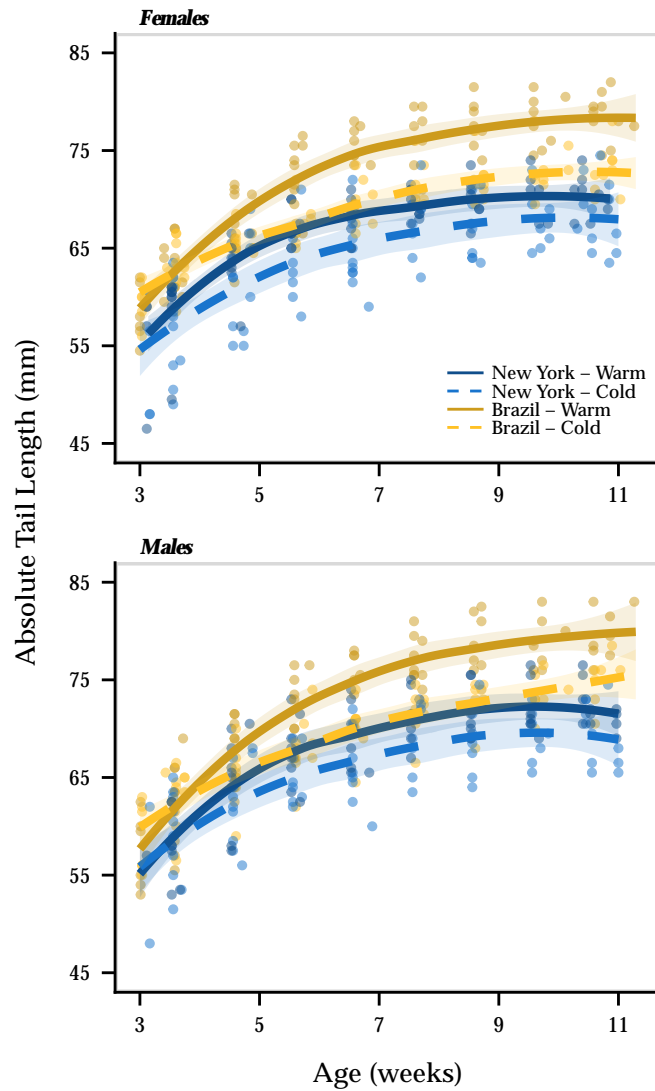 Females
85
75
65
55
45
New York – Warm
New York – Cold
Brazil – Warm
Brazil – Cold
3 5 7 9 11
Absolute Tail Length (mm)
Males
85
75
65
55
45
3 5 7 9 11
Age (weeks)